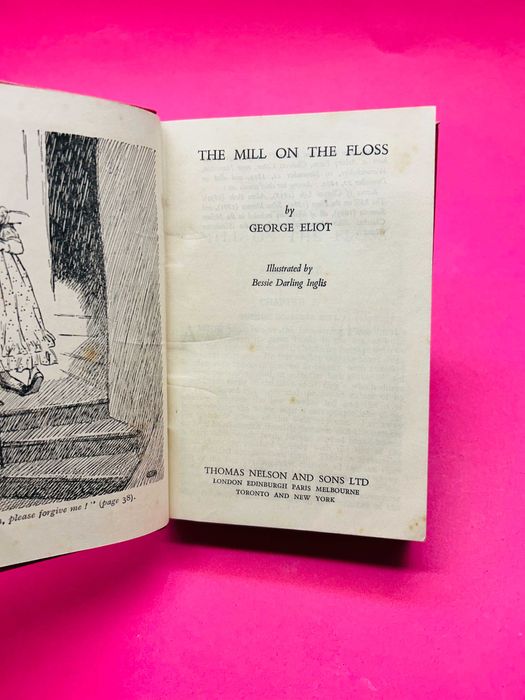 , please forgive me ! " (page 38).
THE MILL ON THE FLOSS
by
GEORGE ELIOT
Illustrated by
Bessie Darling Inglis
THOMAS NELSON AND SONS LTD
LONDON EDINBURGH PARIS MELBOURNE
TORONTO AND NEW YORK